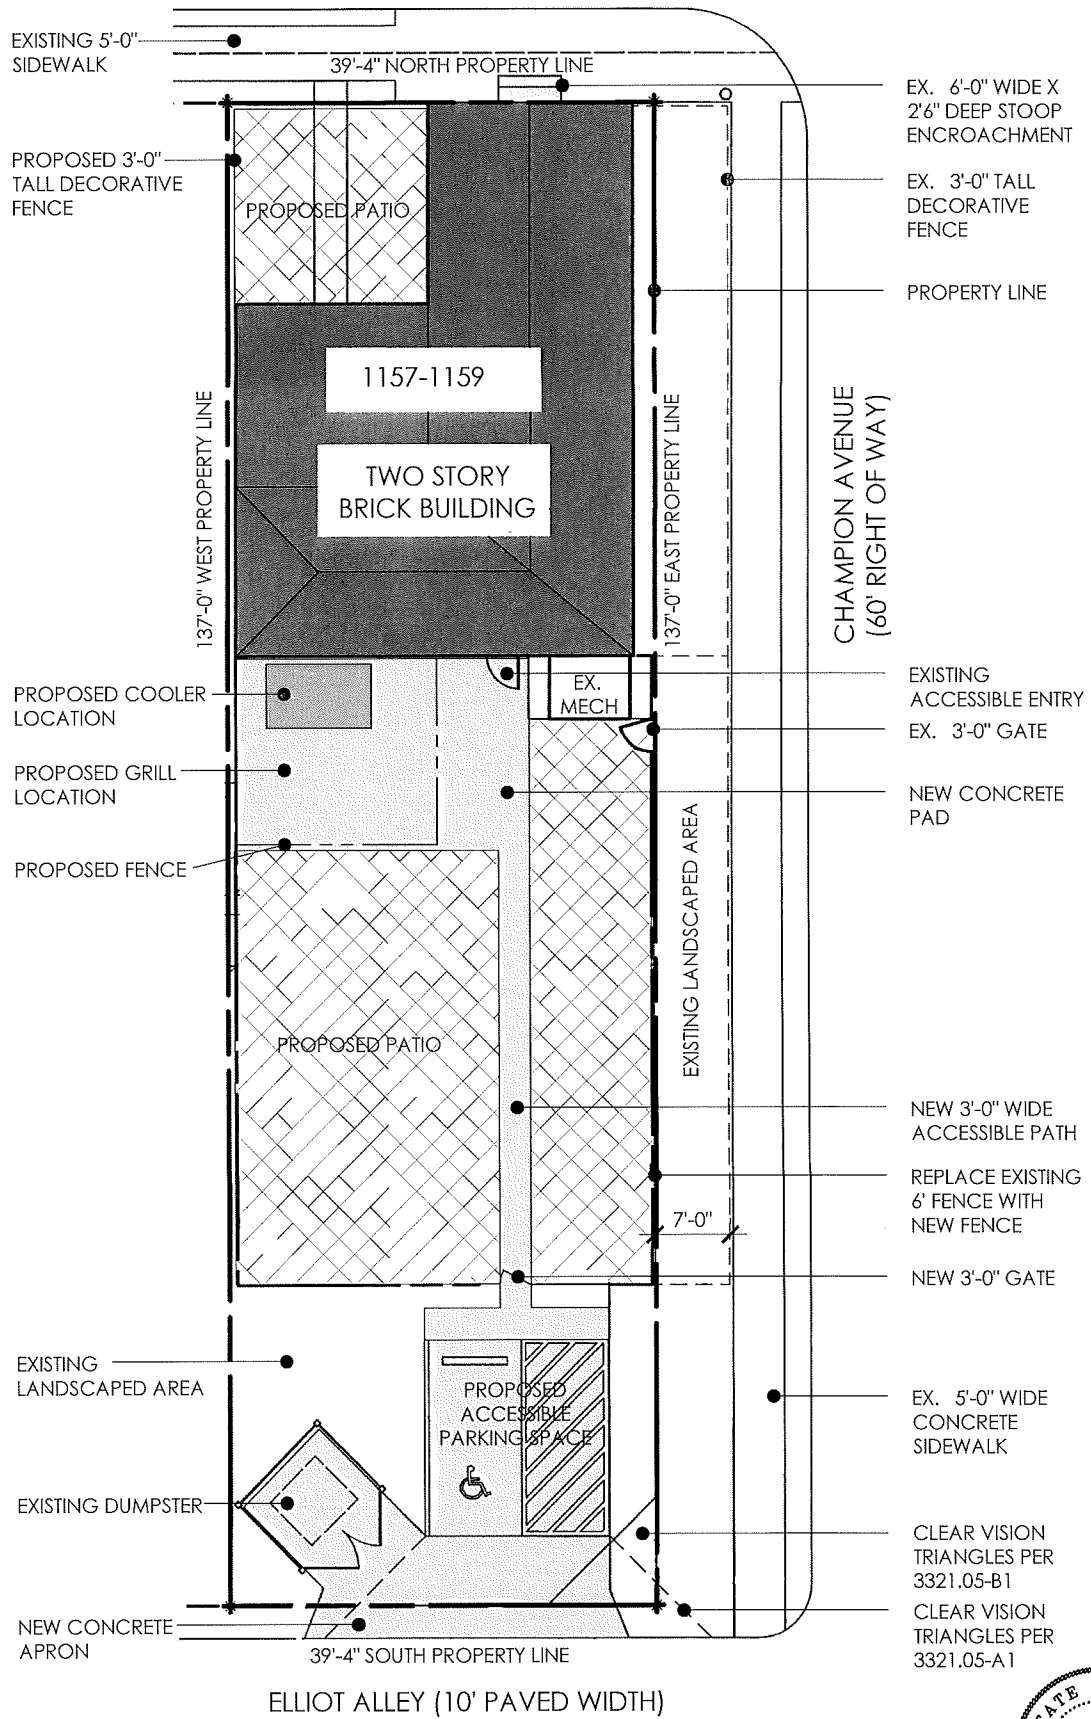 EXISTING 5'-0"
SIDEWALK
39'-4" NORTH PROPERTY LINE
EX. 6'-0" WIDE X
2'6" DEEP STOOP
ENCROACHMENT
PROPOSED 3'-0"
TALL DECORATIVE
FENCE
PROPOSED PATIO
EX. 3'-0" TALL
DECORATIVE
FENCE
PROPERTY LINE
1157-1159
TWO STORY
BRICK BUILDING
137'-0" WEST PROPERTY LINE
137'-0" EAST PROPERTY LINE
CHAMPION AVENUE
(60' RIGHT OF WAY)
PROPOSED COOLER
LOCATION
EX.
MECH
EXISTING
ACCESSIBLE ENTRY
EX. 3'-0" GATE
PROPOSED GRILL
LOCATION
NEW CONCRETE
PAD
PROPOSED FENCE
EXISTING LANDSCAPED AREA
PROPOSED PATIO
NEW 3'-0" WIDE
ACCESSIBLE PATH
REPLACE EXISTING
6' FENCE WITH
NEW FENCE
7'-0"
NEW 3'-0" GATE
EXISTING
LANDSCAPED AREA
PROPOSED
ACCESSIBLE
PARKING SPACE
EX. 5'-0" WIDE
CONCRETE
SIDEWALK
EXISTING DUMPSTER
CLEAR VISION
TRIANGLES PER
3321.05-B1
CLEAR VISION
TRIANGLES PER
3321.05-A1
NEW CONCRETE
APRON
39'-4" SOUTH PROPERTY LINE
ELLIOT ALLEY (10' PAVED WIDTH)